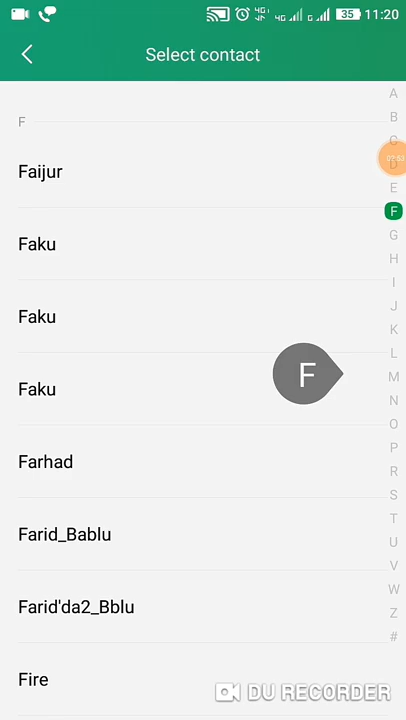 35 11:20
Select contact
A
B
C
D
E
F
G
H
I
J
K
L
M
N
O
P
R
S
T
U
V
W
Z
#
F
Faijur
Faku
Faku
Faku
F
Farhad
Farid_Bablu
Farid'da2_Bblu
Fire
DU RECORDER